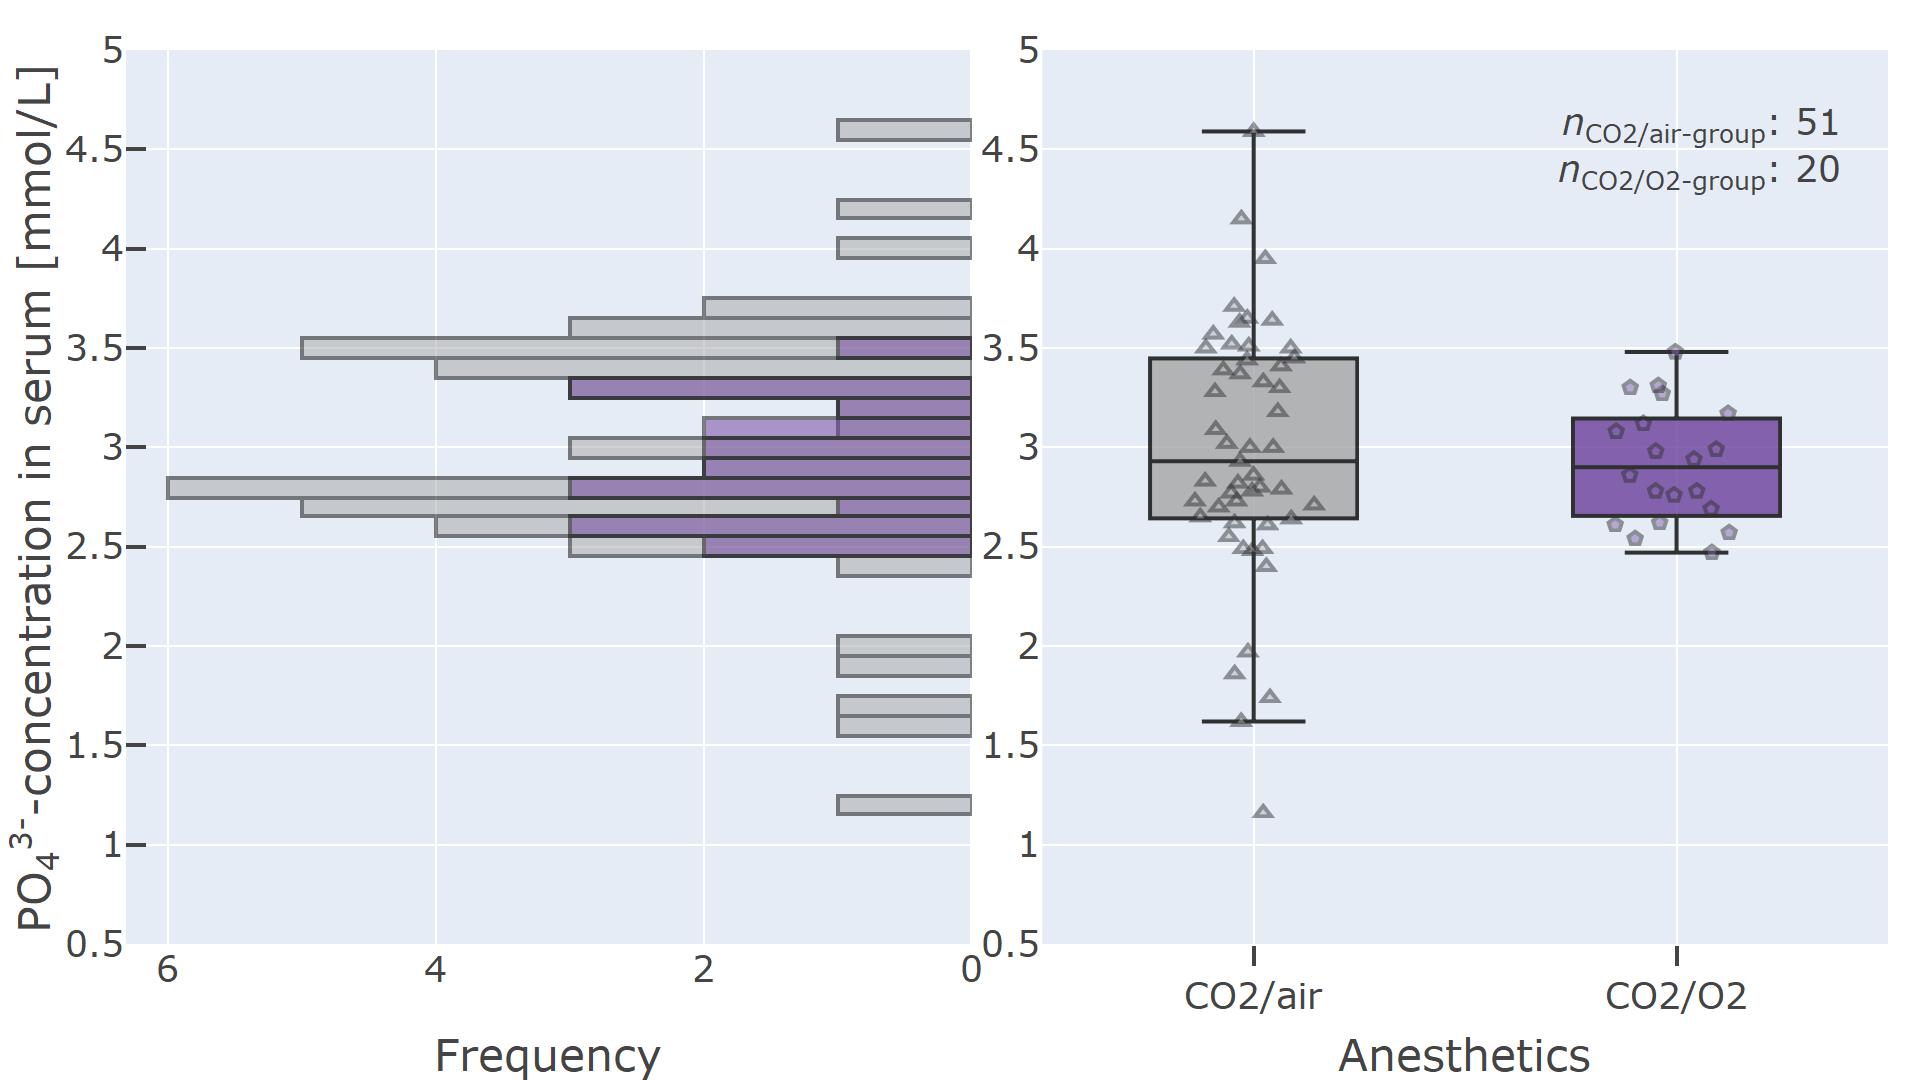 PO₄³⁻-concentration in serum [mmol/L]
5
4.5
4
3.5
3
2.5
2
1.5
1
0.5
6 4 2 0
Frequency
5
4.5
4
3.5
3
2.5
2
1.5
1
0.5
nCO2/air-group: 51
nCO2/O2-group: 20
CO2/air CO2/O2
Anesthetics